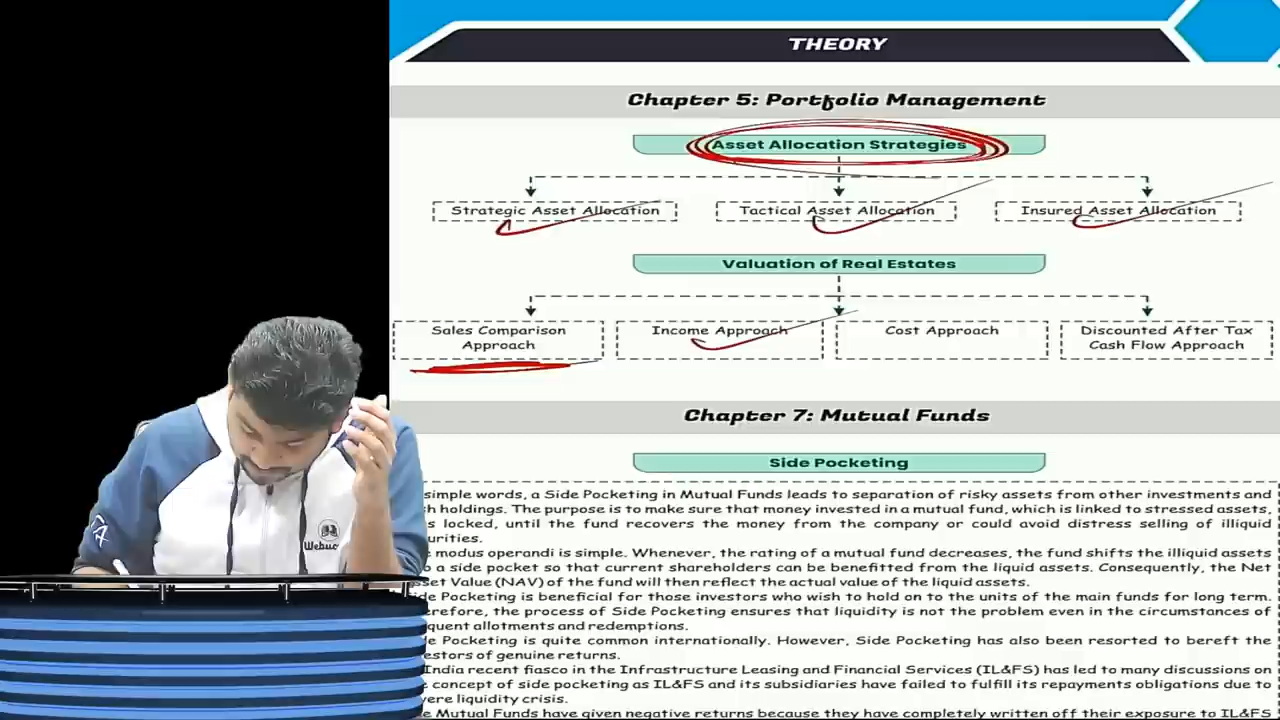 THEORY
Chapter 5: Portfolio Management
Asset Allocation Strategies
Strategic Asset Allocation
Tactical Asset Allocation
Insured Asset Allocation
Valuation of Real Estates
Sales Comparison
Approach
Income Approach
Cost Approach
Discounted After Tax
Cash Flow Approach
Chapter 7: Mutual Funds
Side Pocketing
simple words, a Side Pocketing in Mutual Funds leads to separation of risky assets from other investments and
holdings. The purpose is to make sure that money invested in a mutual fund, which is linked to stressed assets,
locked, until the fund recovers the money from the company or could avoid distress selling of illiquid
modus operandi is simple. Whenever, the rating of a mutual fund decreases, the fund shifts the illiquid assets
a side pocket so that current shareholders can be benefitted from the liquid assets. Consequently, the Net
Value (NAV) of the fund will then reflect the actual value of the liquid assets.
Pocketing is beneficial for those investors who wish to hold on to the units of the main funds for long term.
the process of Side Pocketing ensures that liquidity is not the problem even in the circumstances of
allotments and redemptions.
Pocketing is quite common internationally. However, Side Pocketing has also been resorted to bereft the
of genuine returns.
India recent fiasco in the Infrastructure Leasing and Financial Services (IL&FS) has led to many discussions on
concept of side pocketing as IL&FS and its subsidiaries have failed to fulfill its repayments obligations due to
liquidity crisis.
Mutual Funds have given negative returns because they have completely written off their exposure to IL&FS